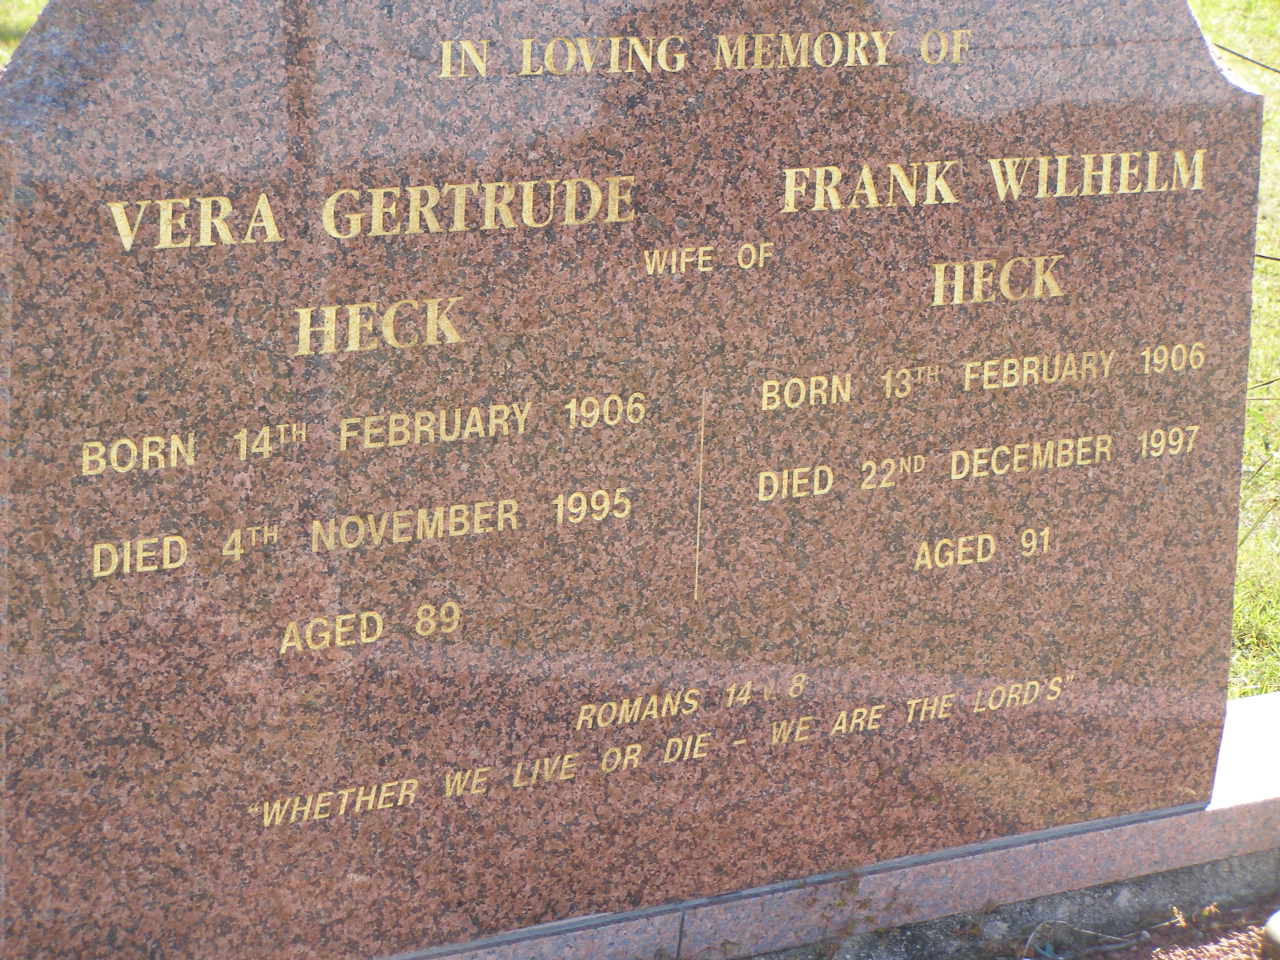 IN LOVING MEMORY OF
VERA GERTRUDE
HECK
WIFE OF
FRANK WILHELM
HECK
BORN 14TH FEBRUARY 1906
DIED 4TH NOVEMBER 1995
AGED 89
BORN 13TH FEBRUARY 1906
DIED 22ND DECEMBER 1997
AGED 91
ROMANS 14 v 8
"WHETHER WE LIVE OR DIE - WE ARE THE LORD'S"